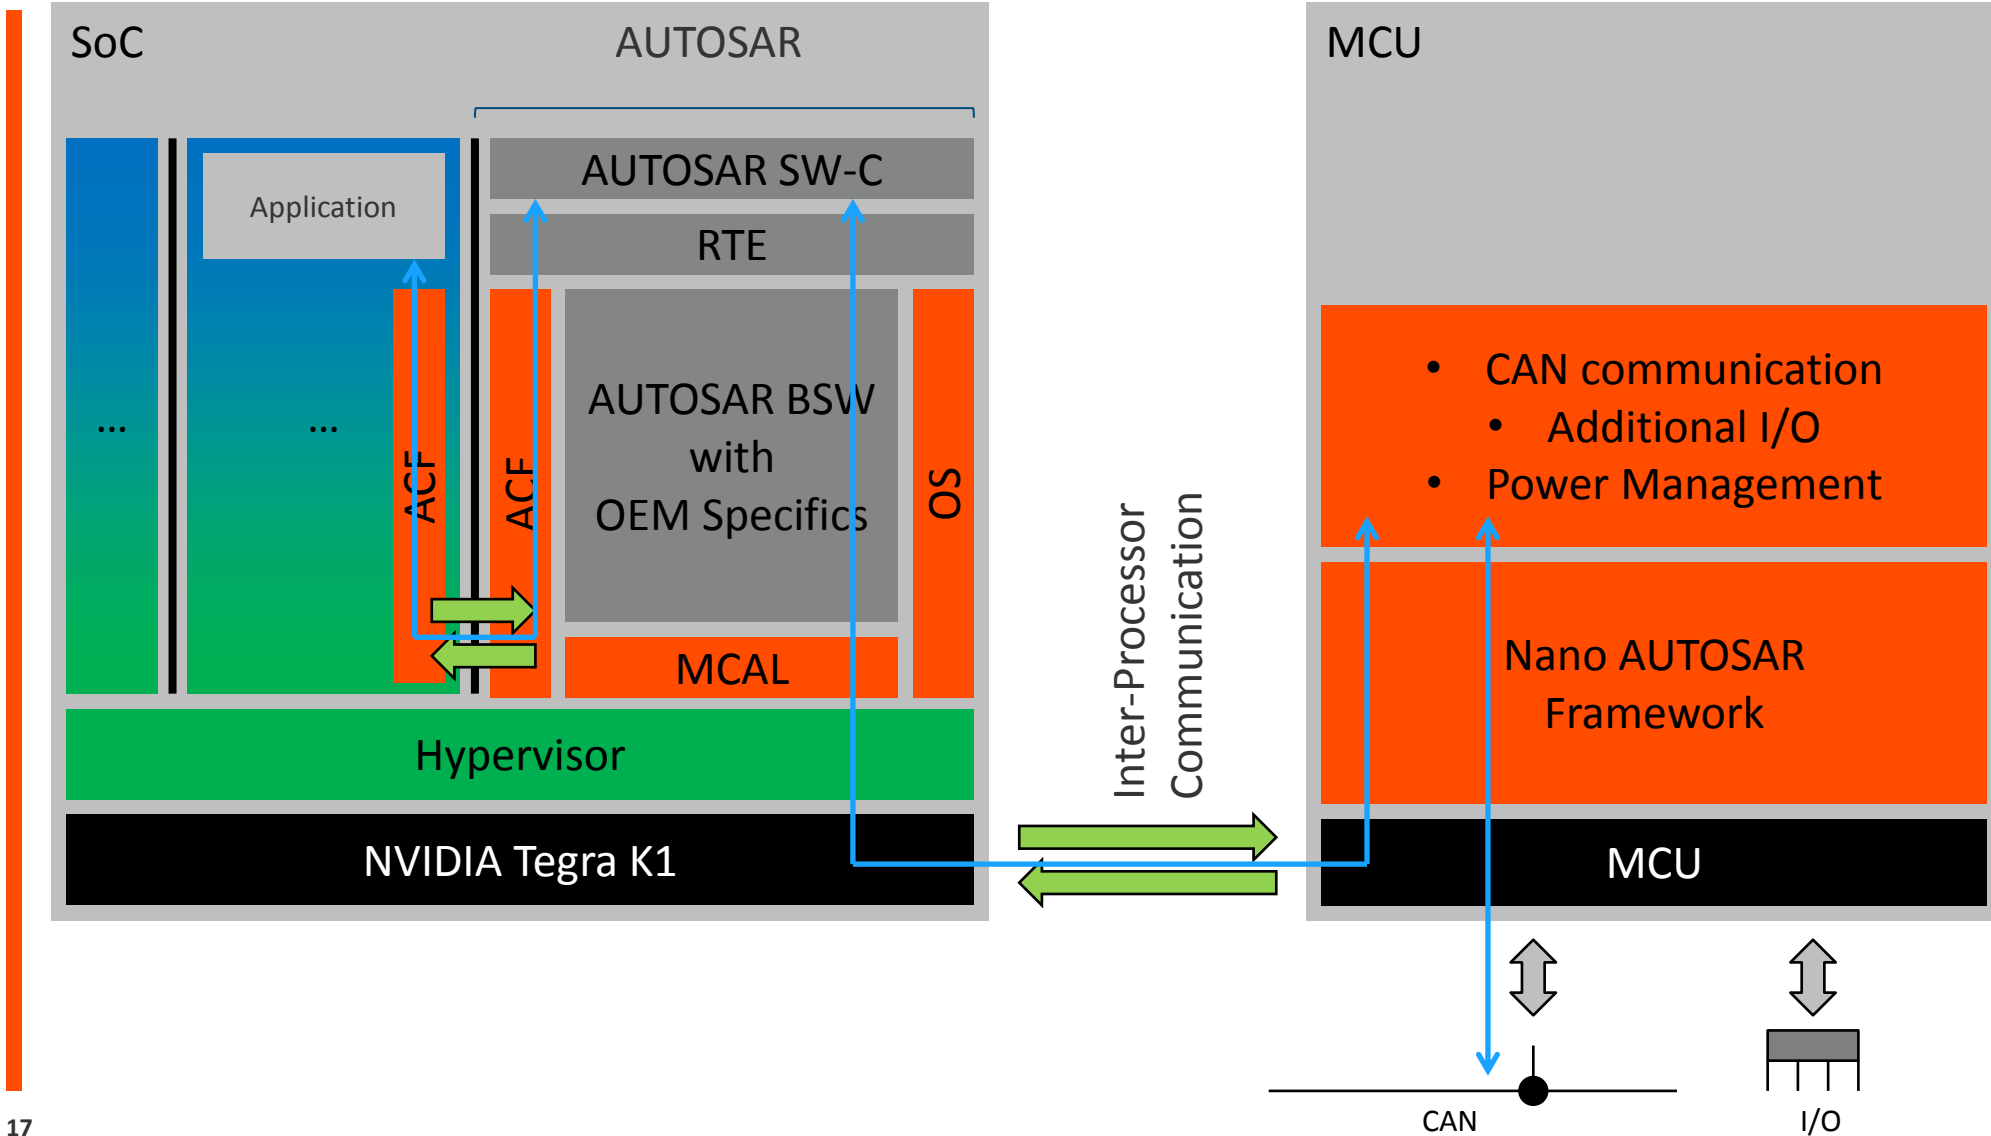 SoC
AUTOSAR
Application
...
...
ACF
AUTOSAR SW-C
RTE
ACF
AUTOSAR BSW
with
OEM Specifics
OS
MCAL
Hypervisor
NVIDIA Tegra K1
Inter-Processor
Communication
MCU
• CAN communication
• Additional I/O
• Power Management
Nano AUTOSAR
Framework
MCU
CAN
I/O
17